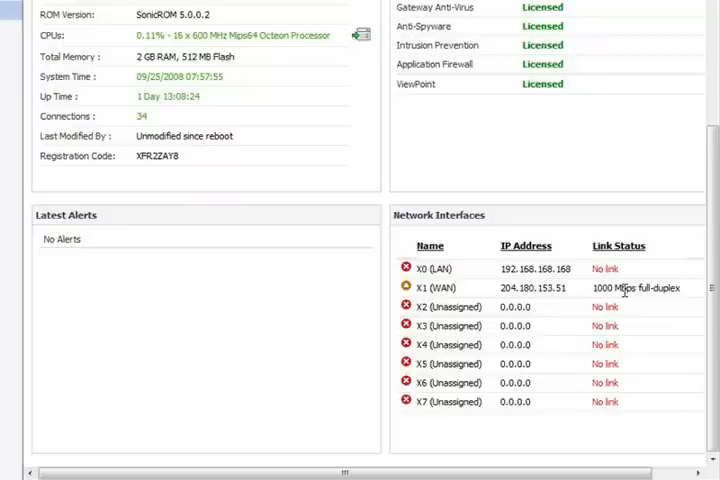 ROM Version: SonicROM 5.0.0.2
CPUs: 0.11% - 16 x 600 MHz Mips64 Octeon Processor
Total Memory : 2 GB RAM, 512 MB Flash
System Time : 09/25/2008 07:57:55
Up Time : 1 Day 13:08:24
Connections : 34
Last Modified By : Unmodified since reboot
Registration Code: XFR2ZAY8
Gateway Anti-Virus Licensed
Anti-Spyware Licensed
Intrusion Prevention Licensed
Application Firewall Licensed
ViewPoint Licensed
Latest Alerts
No Alerts
Network Interfaces
Name IP Address Link Status
X0 (LAN) 192.168.168.168 No link
X1 (WAN) 204.180.153.51 1000 Mbps full-duplex
X2 (Unassigned) 0.0.0.0 No link
X3 (Unassigned) 0.0.0.0 No link
X4 (Unassigned) 0.0.0.0 No link
X5 (Unassigned) 0.0.0.0 No link
X6 (Unassigned) 0.0.0.0 No link
X7 (Unassigned) 0.0.0.0 No link